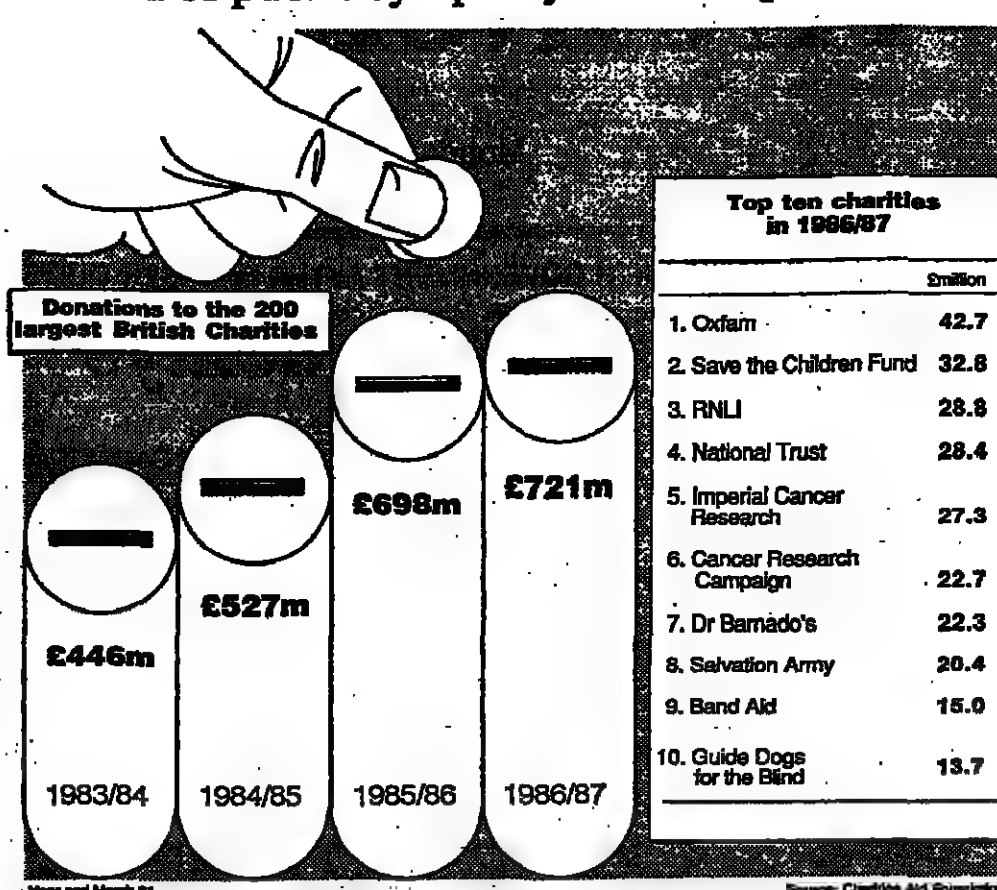 Donations to the 200
largest British Charities
£446m
£527m
£698m
£721m
1983/84
1984/85
1985/86
1986/87
Top ten charities
in 1986/87
£million
1. Oxfam 42.7
2. Save the Children Fund 32.8
3. RNLI 28.8
4. National Trust 28.4
5. Imperial Cancer
Research 27.3
6. Cancer Research
Campaign 22.7
7. Dr Barnado's 22.3
8. Salvation Army 20.4
9. Band Aid 15.0
10. Guide Dogs
for the Blind 13.7